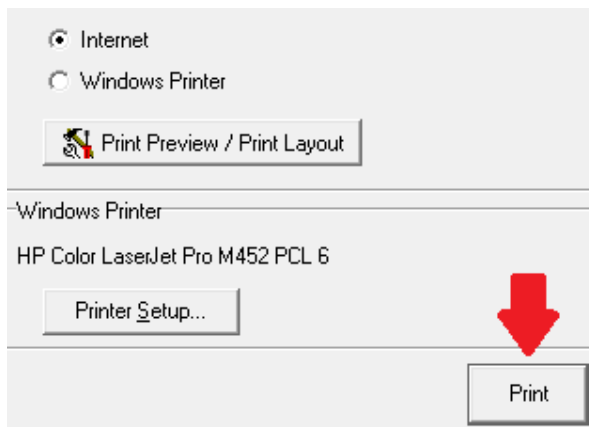 Internet
Windows Printer
Print Preview / Print Layout
Windows Printer
HP Color LaserJet Pro M452 PCL 6
Printer Setup...
Print